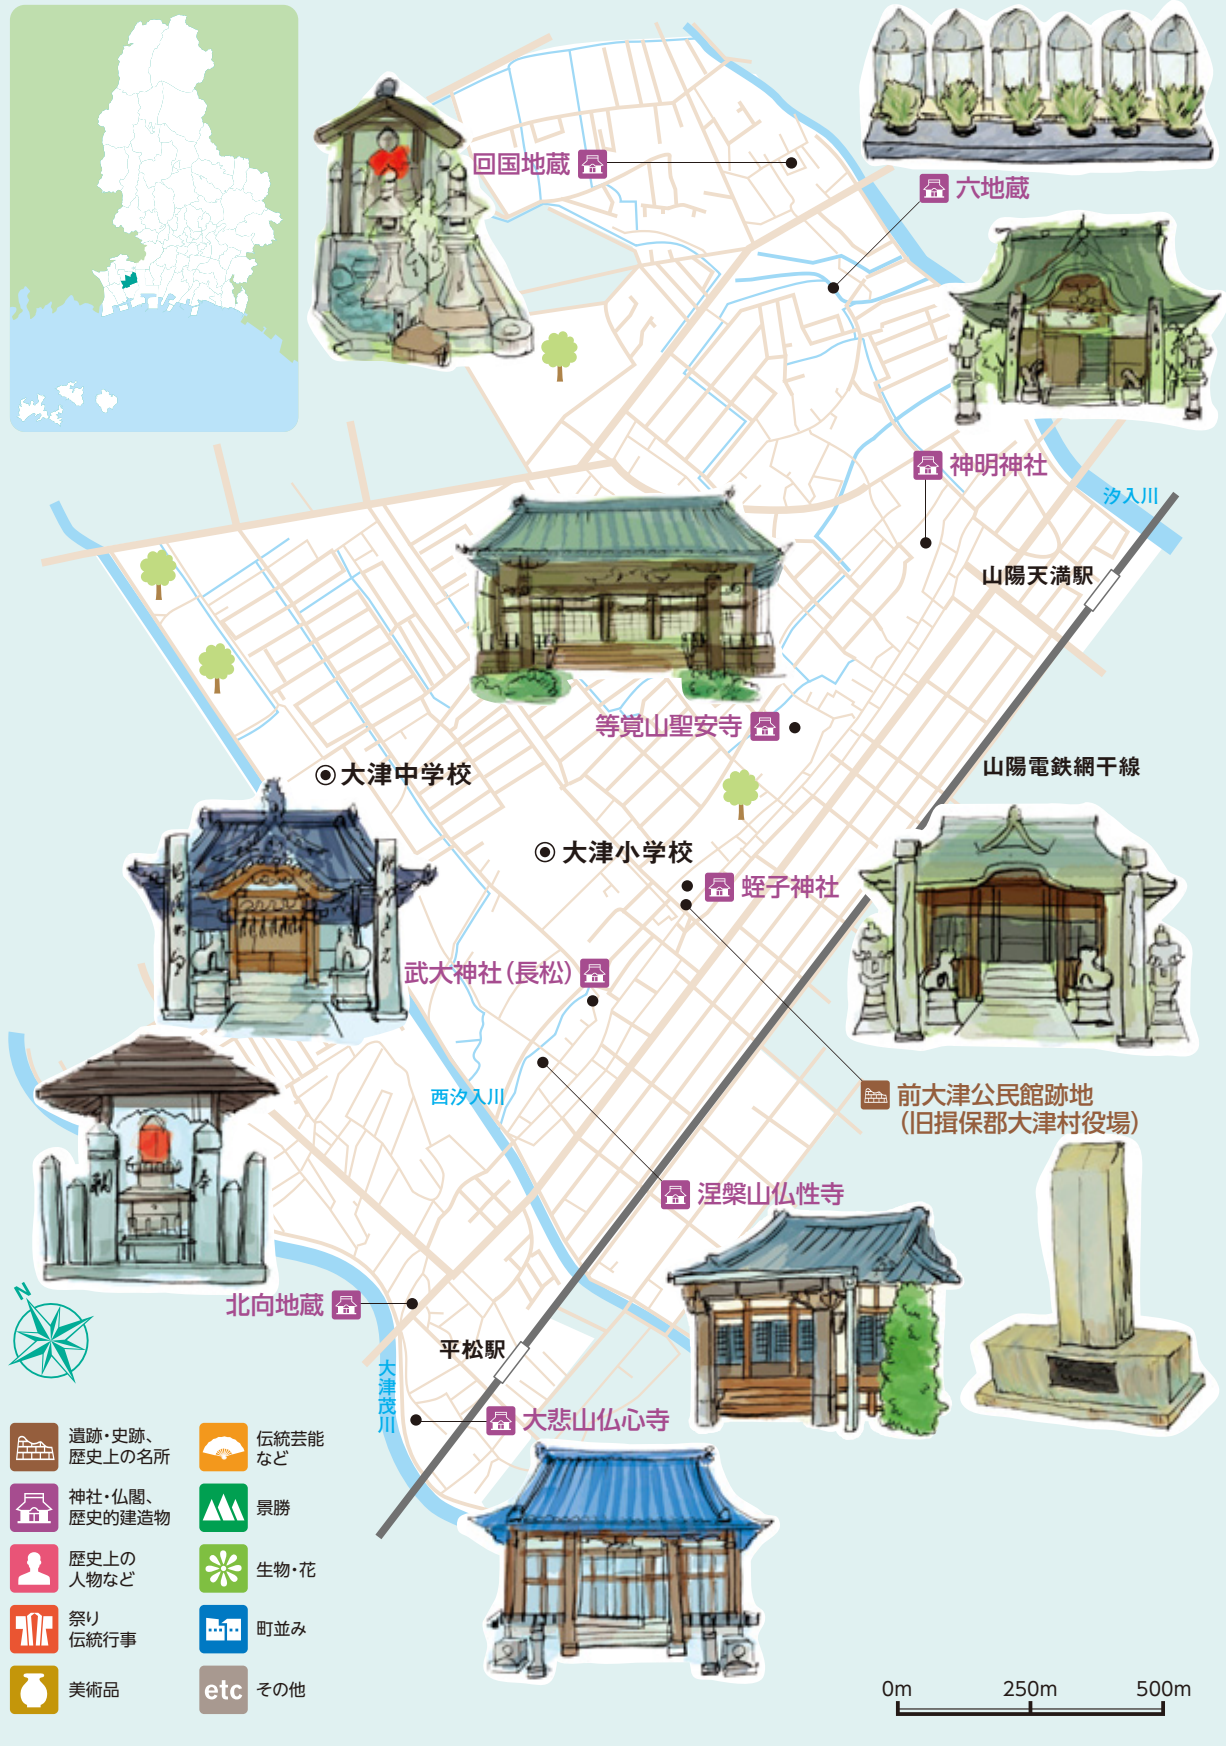 回国地蔵
六地蔵
神明神社
汐入川
山陽天満駅
等覚山聖安寺
山陽電鉄網干線
大津中学校
大津小学校
蛭子神社
武大神社(長松)
西汐入川
前大津公民館跡地
(旧揖保郡大津村役場)
涅槃山仏性寺
N
北向地蔵
平松駅
大津茂川
大悲山仏心寺
遺跡・史跡、
歴史上の名所
神社・仏閣、
歴史的建造物
歴史上の
人物など
祭り
伝統行事
美術品
伝統芸能
など
景勝
生物・花
町並み
etc
その他
0m 250m 500m